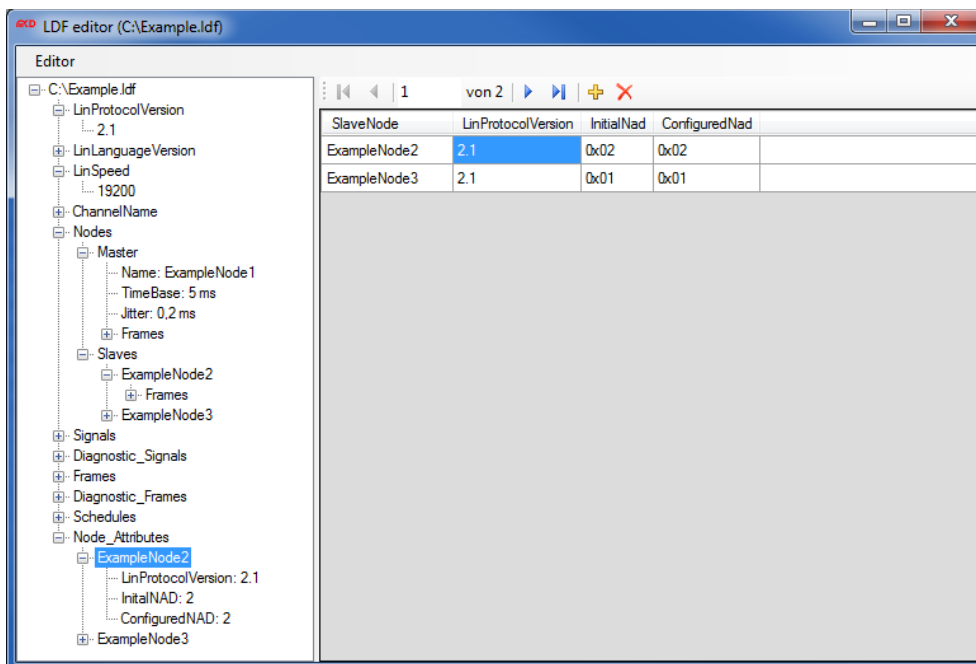 LDF editor (C:\Example.ldf)
Editor
C:\Example.ldf
LinProtocolVersion
2.1
LinLanguageVersion
LinSpeed
19200
ChannelName
Nodes
Master
Name: ExampleNode1
TimeBase: 5 ms
Jitter: 0,2 ms
Frames
Slaves
ExampleNode2
Frames
ExampleNode3
Signals
Diagnostic_Signals
Frames
Diagnostic_Frames
Schedules
Node_Attributes
ExampleNode2
LinProtocolVersion: 2.1
InitalNAD: 2
ConfiguredNAD: 2
ExampleNode3
1 von 2
SlaveNode LinProtocolVersion InitialNad ConfiguredNad
ExampleNode2 2.1 0x02 0x02
ExampleNode3 2.1 0x01 0x01